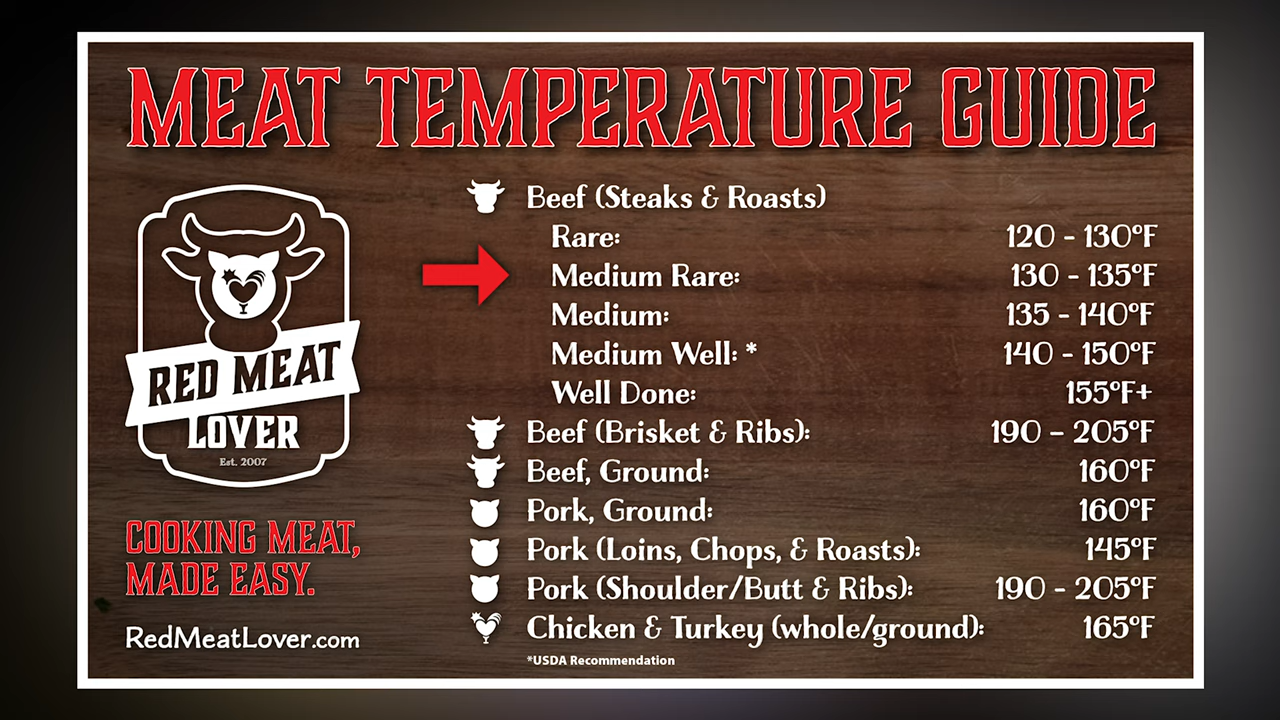 MEAT TEMPERATURE GUIDE
Beef (Steaks & Roasts)
Rare: 120 - 130°F
Medium Rare: 130 - 135°F
Medium: 135 - 140°F
Medium Well: * 140 - 150°F
Well Done: 155°F+
Beef (Brisket & Ribs): 190 - 205°F
Beef, Ground: 160°F
Pork, Ground: 160°F
Pork (Loins, Chops, & Roasts): 145°F
Pork (Shoulder/Butt & Ribs): 190 - 205°F
Chicken & Turkey (whole/ground): 165°F
*USDA Recommendation
RED MEAT
LOVER
Est. 2007
COOKING MEAT,
MADE EASY.
RedMeatLover.com